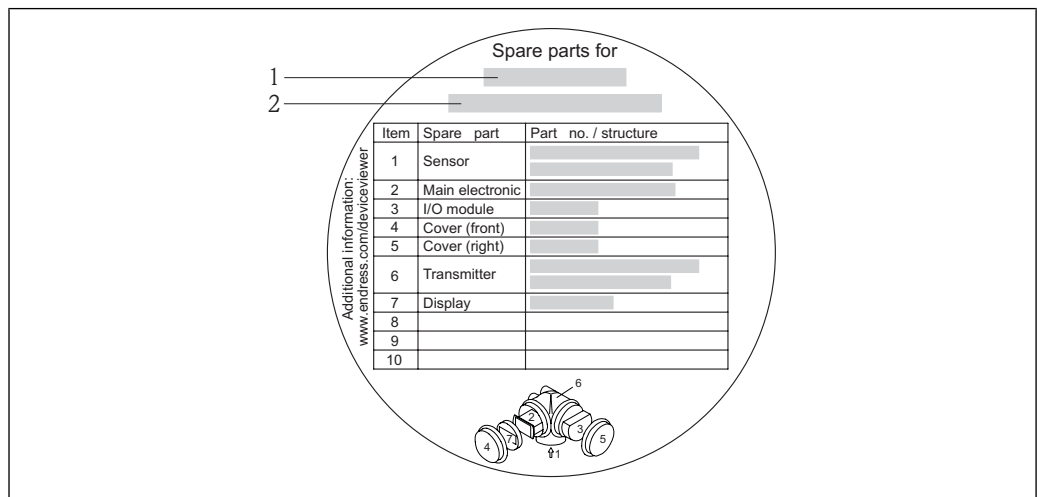 Spare parts for
1
2
Additional information:
www.endress.com/deviceviewer
Item Spare part Part no. / structure
1 Sensor
2 Main electronic
3 I/O module
4 Cover (front)
5 Cover (right)
6 Transmitter
7 Display
8
9
10
6
2
3
7
4
5
1